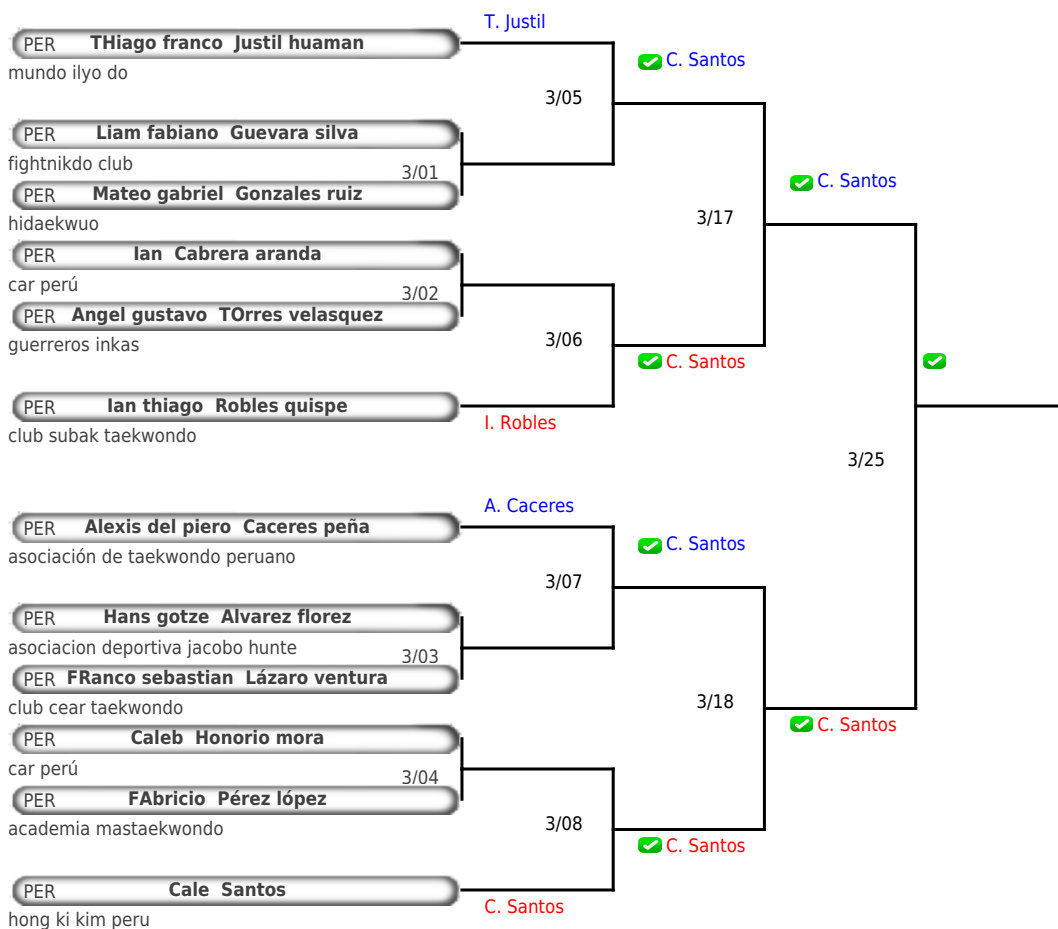 T. Justil
PER THiago franco Justil huaman
mundo ilyo do
C. Santos
3/05
PER Liam fabiano Guevara silva
fightnikdo club
3/01
PER Mateo gabriel Gonzales ruiz
hidaekwuo
C. Santos
3/17
PER Ian Cabrera aranda
car perú
3/02
PER Angel gustavo TOrres velasquez
guerreros inkas
3/06
C. Santos
PER Ian thiago Robles quispe
club subak taekwondo
I. Robles
3/25
A. Caceres
PER Alexis del piero Caceres peña
asociación de taekwondo peruano
C. Santos
3/07
PER Hans gotze Alvarez florez
asociacion deportiva jacobo hunte
3/03
PER FRanco sebastian Lázaro ventura
club cear taekwondo
3/18
C. Santos
PER Caleb Honorio mora
car perú
3/04
PER FAbricio Pérez lópez
academia mastaekwondo
3/08
C. Santos
PER Cale Santos
hong ki kim peru
C. Santos